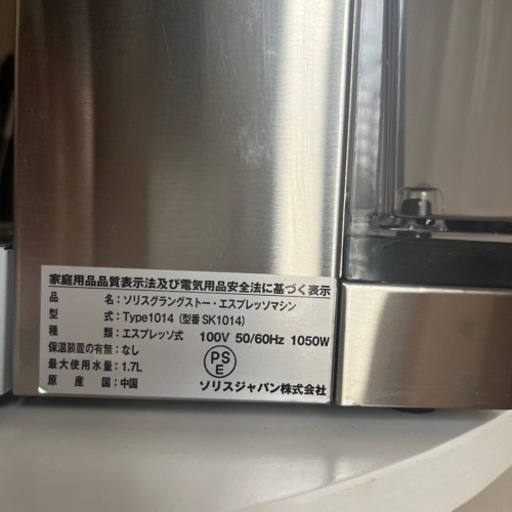 家庭用品品質表示法及び電気用品安全法に基づく表示
品　　　　名：ソリスグラングストー・エスプレッソマシン
型　　　　式：Type1014（型番 SK1014）
種　　　　類：エスプレッソ式　100V 50/60Hz 1050W
保温装置の有無：なし
最大使用水量：1.7L
原　産　国：中国
PSE
ソリスジャパン株式会社